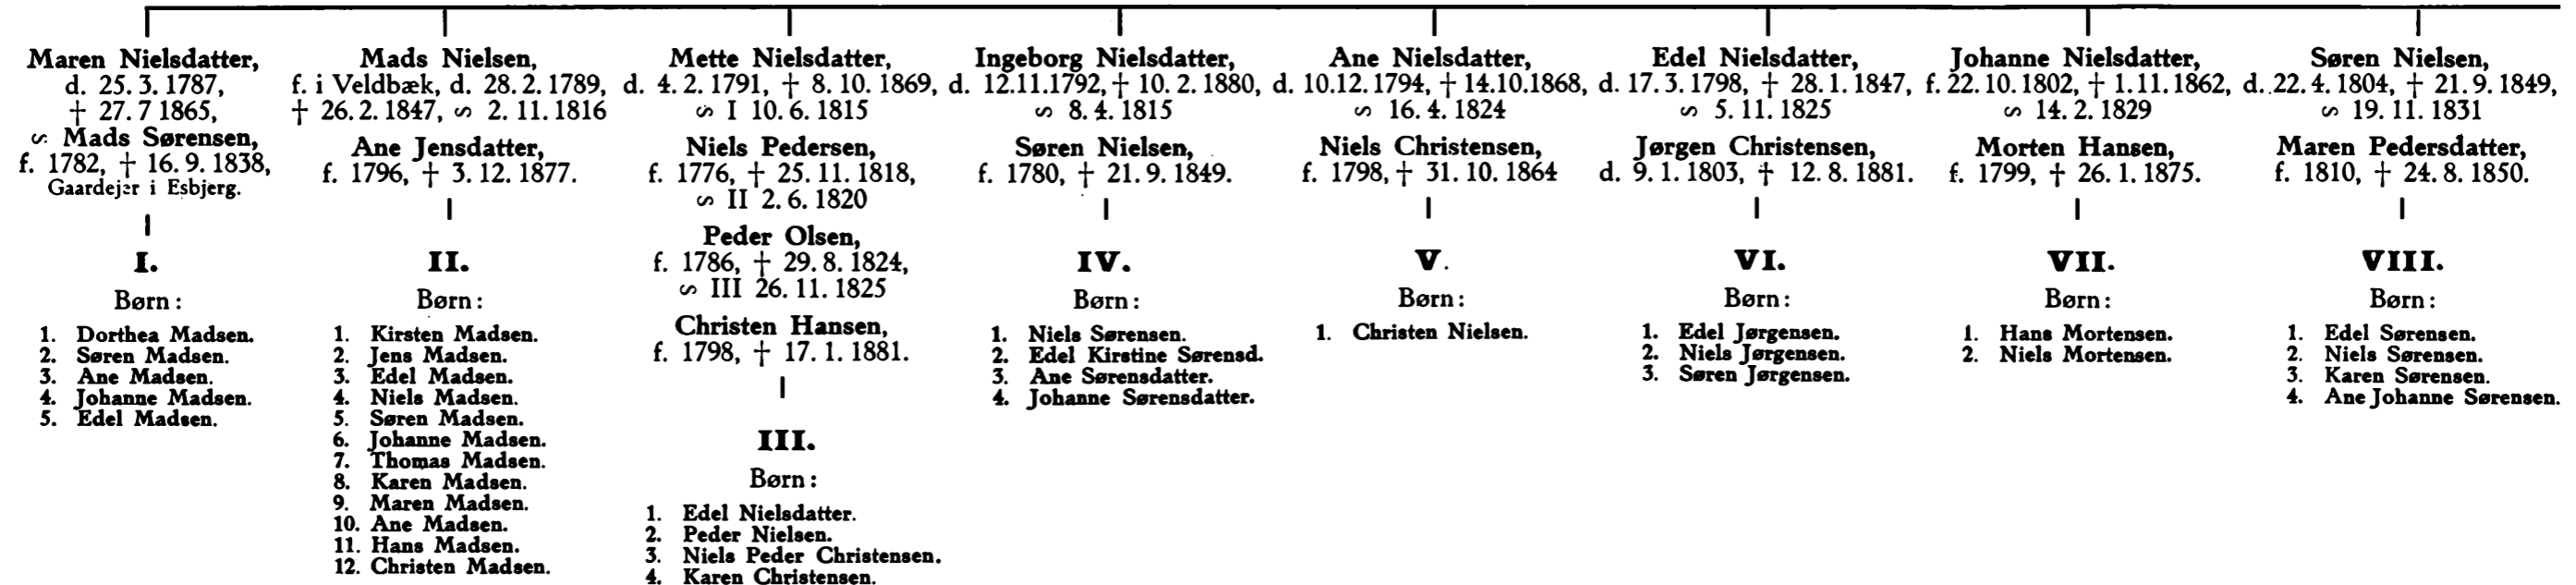 Maren Nielsdatter,
d. 25. 3. 1787,
† 27. 7 1865,
∽ Mads Sørensen,
f. 1782, † 16. 9. 1838,
Gaardejer i Esbjerg.
I.
Børn:
1. Dorthea Madsen.
2. Søren Madsen.
3. Ane Madsen.
4. Johanne Madsen.
5. Edel Madsen.
Mads Nielsen,
f. i Veldbæk, d. 28. 2. 1789,
† 26. 2. 1847, ∽ 2. 11. 1816
Ane Jensdatter,
f. 1796, † 3. 12. 1877.
II.
Børn:
1. Kirsten Madsen.
2. Jens Madsen.
3. Edel Madsen.
4. Niels Madsen.
5. Søren Madsen.
6. Johanne Madsen.
7. Thomas Madsen.
8. Karen Madsen.
9. Maren Madsen.
10. Ane Madsen.
11. Hans Madsen.
12. Christen Madsen.
Mette Nielsdatter,
d. 4. 2. 1791, † 8. 10. 1869,
∽ I 10. 6. 1815
Niels Pedersen,
f. 1776, † 25. 11. 1818,
∽ II 2. 6. 1820
Peder Olsen,
f. 1786, † 29. 8. 1824,
∽ III 26. 11. 1825
Christen Hansen,
f. 1798, † 17. 1. 1881.
III.
Børn:
1. Edel Nielsdatter.
2. Peder Nielsen.
3. Niels Peder Christensen.
4. Karen Christensen.
Ingeborg Nielsdatter,
d. 12.11.1792, † 10. 2. 1880,
∽ 8. 4. 1815
Søren Nielsen,
f. 1780, † 21. 9. 1849.
IV.
Børn:
1. Niels Sørensen.
2. Edel Kirstine Sørensd.
3. Ane Sørensdatter.
4. Johanne Sørensdatter.
Ane Nielsdatter,
d. 10.12.1794, † 14.10.1868,
∽ 16. 4. 1824
Niels Christensen,
f. 1798, † 31. 10. 1864
V.
Børn:
1. Christen Nielsen.
Edel Nielsdatter,
d. 17. 3. 1798, † 28. 1. 1847,
∽ 5. 11. 1825
Jørgen Christensen,
d. 9. 1. 1803, † 12. 8. 1881.
VI.
Børn:
1. Edel Jørgensen.
2. Niels Jørgensen.
3. Søren Jørgensen.
Johanne Nielsdatter,
f. 22. 10. 1802, † 1. 11. 1862,
∽ 14. 2. 1829
Morten Hansen,
f. 1799, † 26. 1. 1875.
VII.
Børn:
1. Hans Mortensen.
2. Niels Mortensen.
Søren Nielsen,
d. 22. 4. 1804, † 21. 9. 1849,
∽ 19. 11. 1831
Maren Pedersdatter,
f. 1810, † 24. 8. 1850.
VIII.
Børn:
1. Edel Sørensen.
2. Niels Sørensen.
3. Karen Sørensen.
4. Ane Johanne Sørensen.